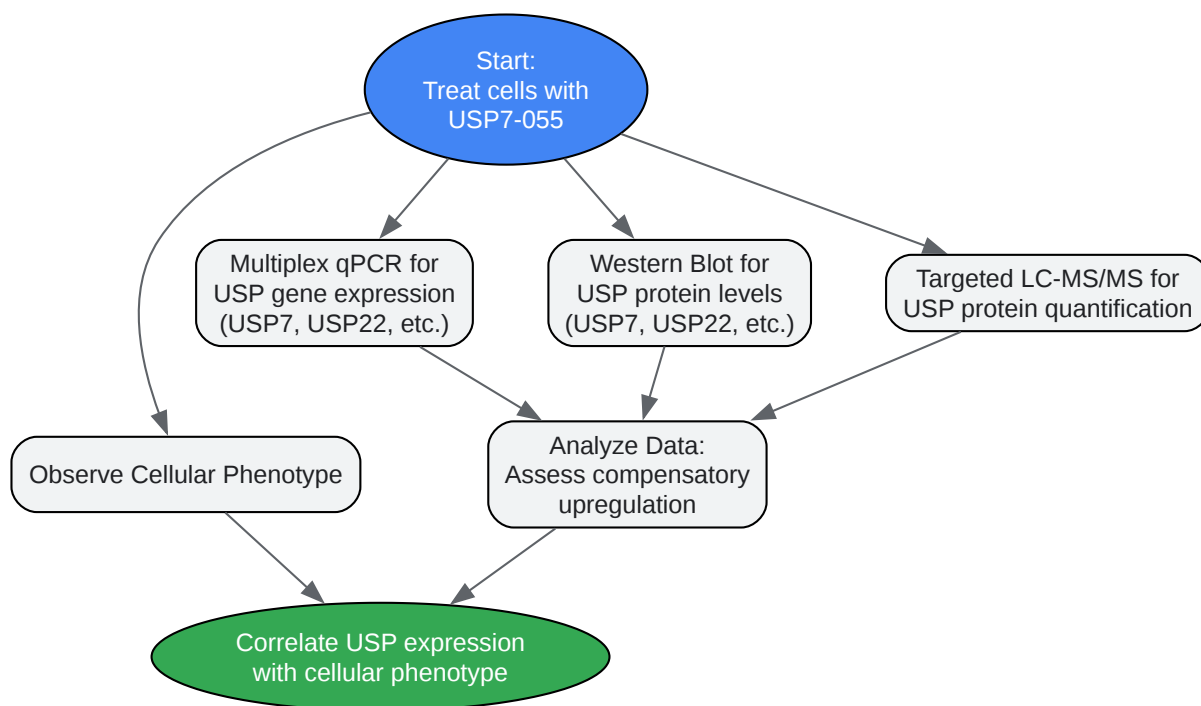 Start:
Treat cells with
USP7-055
Multiplex qPCR for
USP gene expression
(USP7, USP22, etc.)
Western Blot for
USP protein levels
(USP7, USP22, etc.)
Targeted LC-MS/MS for
USP protein quantification
Observe Cellular Phenotype
Analyze Data:
Assess compensatory
upregulation
Correlate USP expression
with cellular phenotype